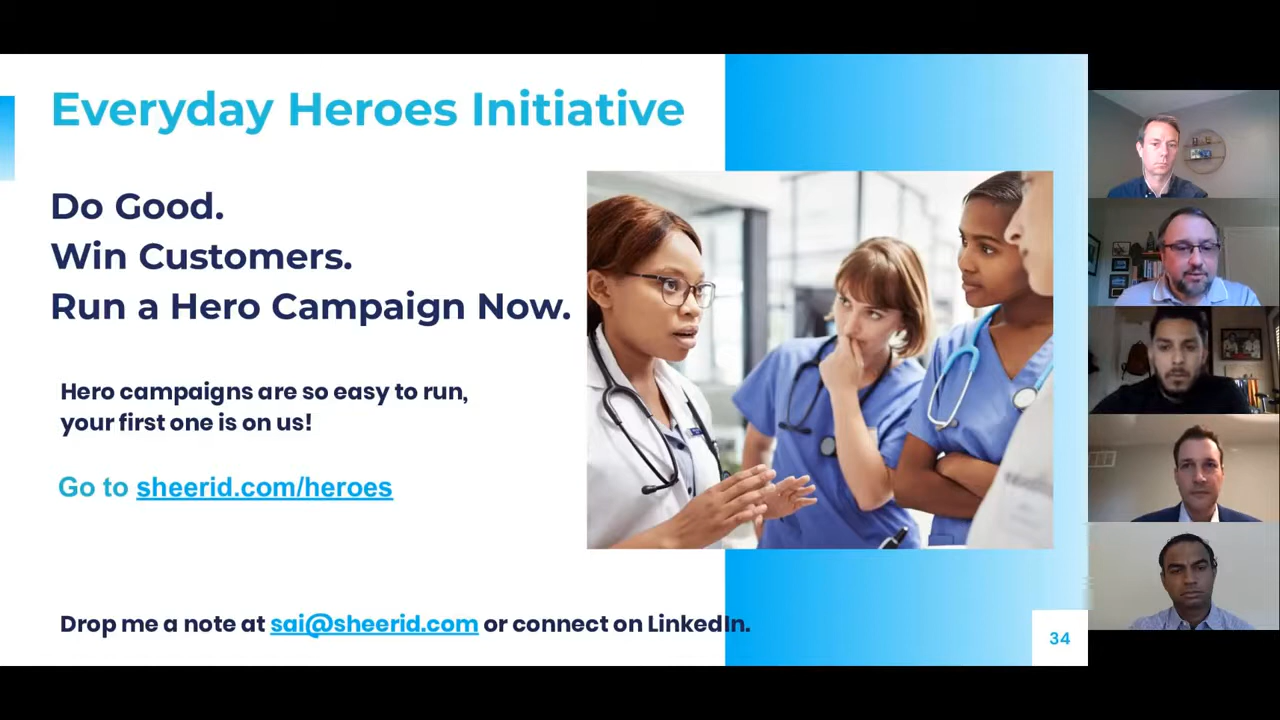 Everyday Heroes Initiative
Do Good.
Win Customers.
Run a Hero Campaign Now.
Hero campaigns are so easy to run,
your first one is on us!
Go to sheerid.com/heroes
Drop me a note at sai@sheerid.com or connect on LinkedIn.
34